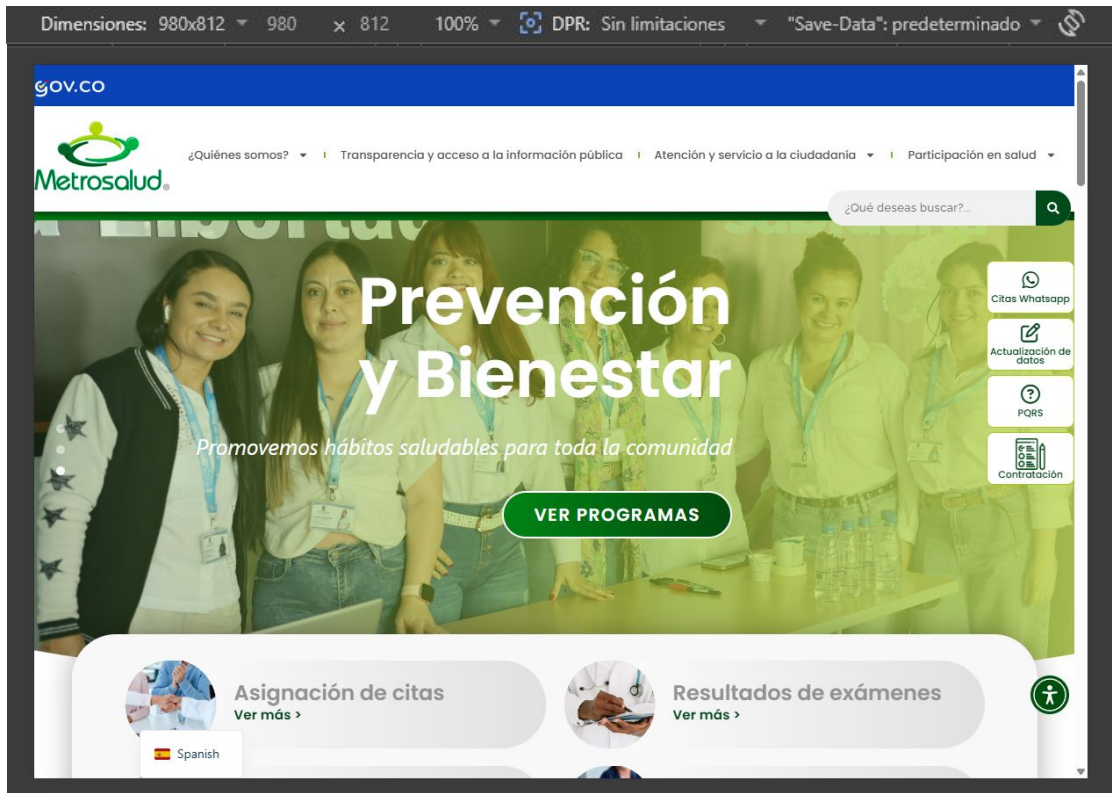 Dimensiones: 980x812 980 x 812 100% DPR: Sin limitaciones "Save-Data": predeterminado
GOV.CO
Metrosalud®
¿Quiénes somos? Transparencia y acceso a la información pública Atención y servicio a la ciudadanía Participación en salud
¿Qué deseas buscar?...
Prevención
y Bienestar
Promovemos hábitos saludables para toda la comunidad
VER PROGRAMAS
Citas Whatsapp
Actualización de
datos
PQRS
Contratación
Asignación de citas
Ver más >
Resultados de exámenes
Ver más >
Spanish